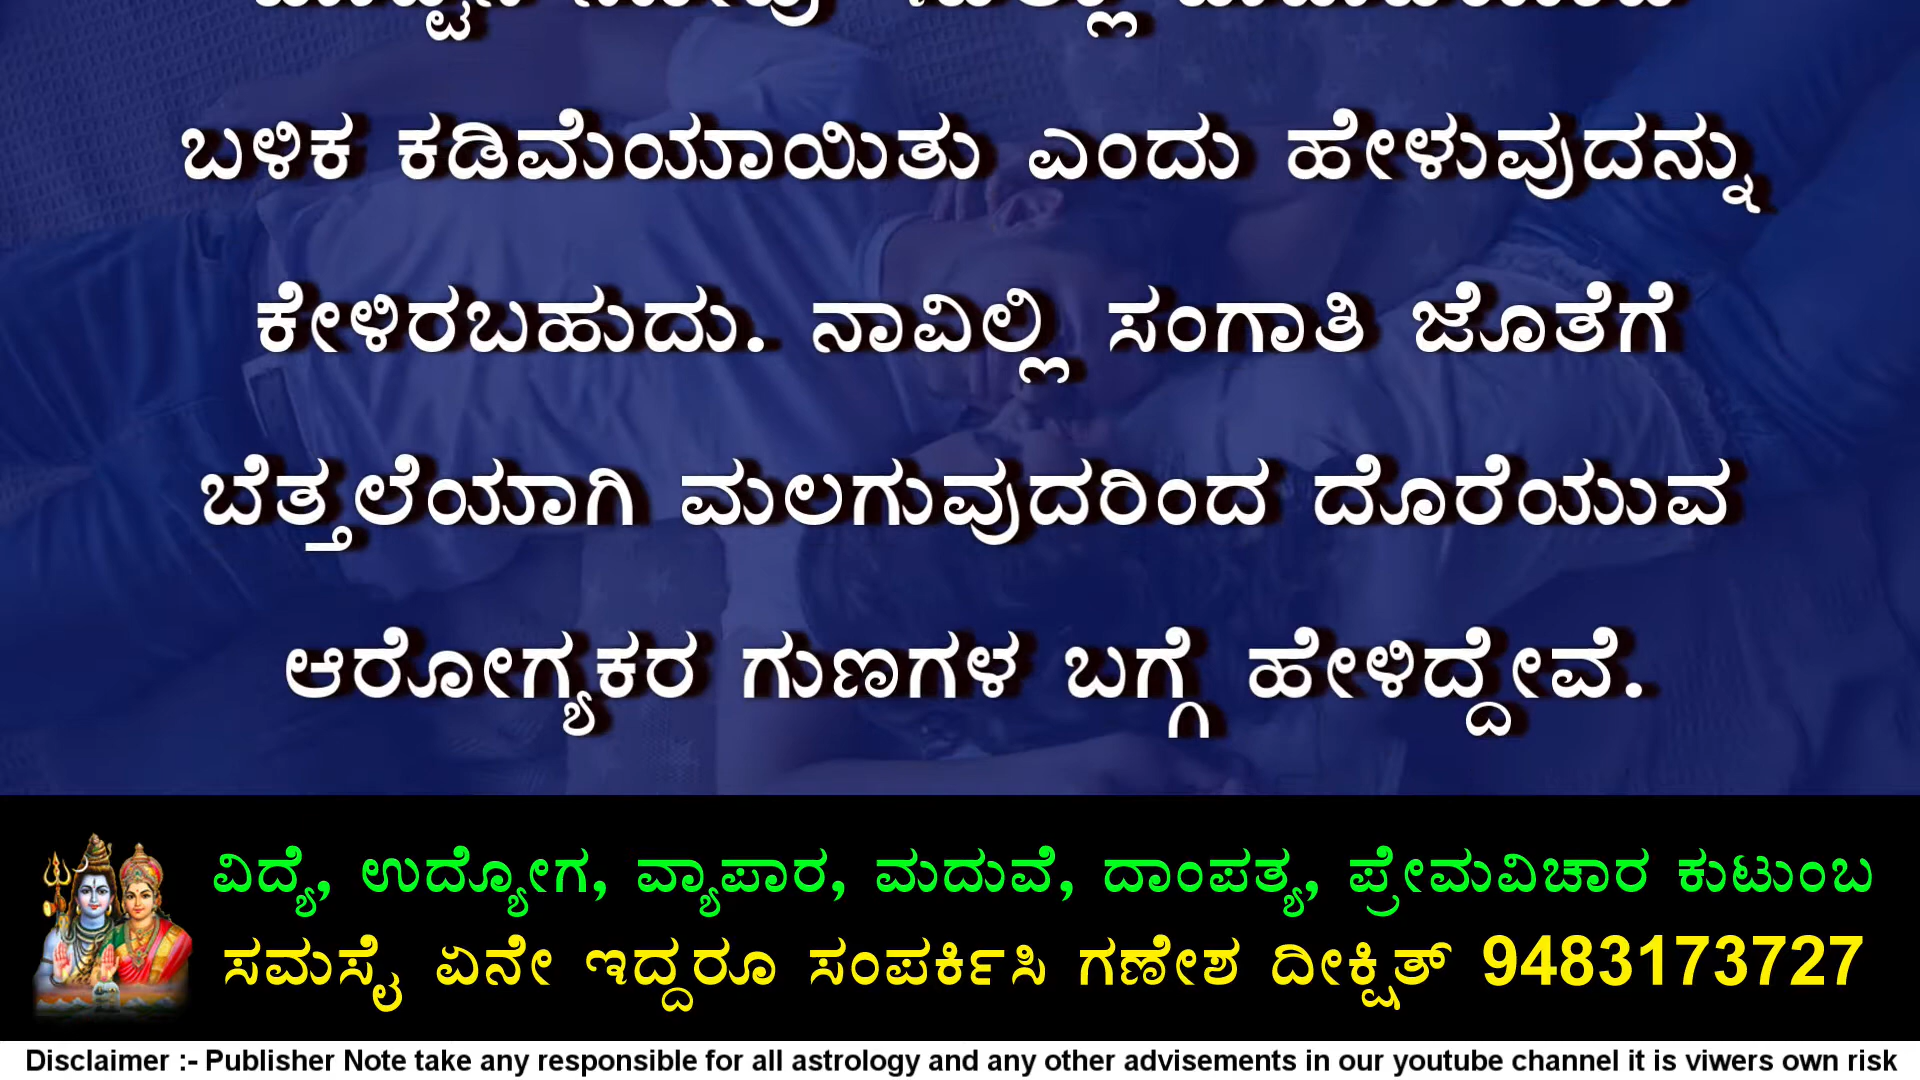 ಬಳಿಕ ಕಡಿಮೆಯಾಯಿತು ಎಂದು ಹೇಳುವುದನ್ನು
ಕೇಳಿರಬಹುದು. ನಾವಿಲ್ಲಿ ಸಂಗಾತಿ ಜೊತೆಗೆ
ಬೆತ್ತಲೆಯಾಗಿ ಮಲಗುವುದರಿಂದ ದೊರೆಯುವ
ಆರೋಗ್ಯಕರ ಗುಣಗಳ ಬಗ್ಗೆ ಹೇಳಿದ್ದೇವೆ.
ವಿದ್ಯೆ, ಉದ್ಯೋಗ, ವ್ಯಾಪಾರ, ಮದುವೆ, ದಾಂಪತ್ಯ, ಪ್ರೇಮವಿಚಾರ ಕುಟುಂಬ
ಸಮಸ್ಯೆ ಏನೇ ಇದ್ದರೂ ಸಂಪರ್ಕಿಸಿ ಗಣೇಶ ದೀಕ್ಷಿತ್ 9483173727
Disclaimer :- Publisher Note take any responsible for all astrology and any other advisements in our youtube channel it is viwers own risk